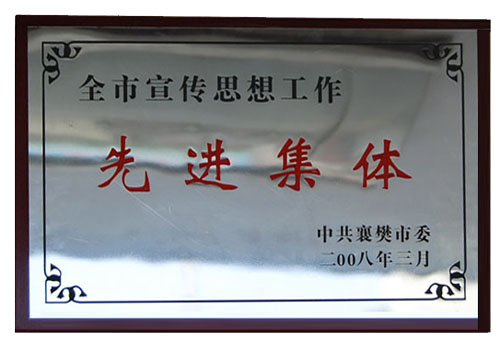 全市宣传思想工作
先进集体
中共襄樊市委
二00八年三月